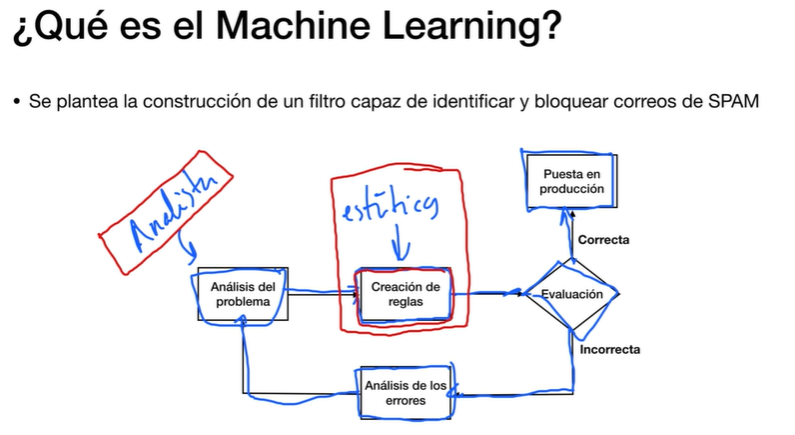 ¿Qué es el Machine Learning?
• Se plantea la construcción de un filtro capaz de identificar y bloquear correos de SPAM
Analista
estática
Puesta en
producción
Correcta
Análisis del
problema
Creación de
reglas
Evaluación
Incorrecta
Análisis de los
errores